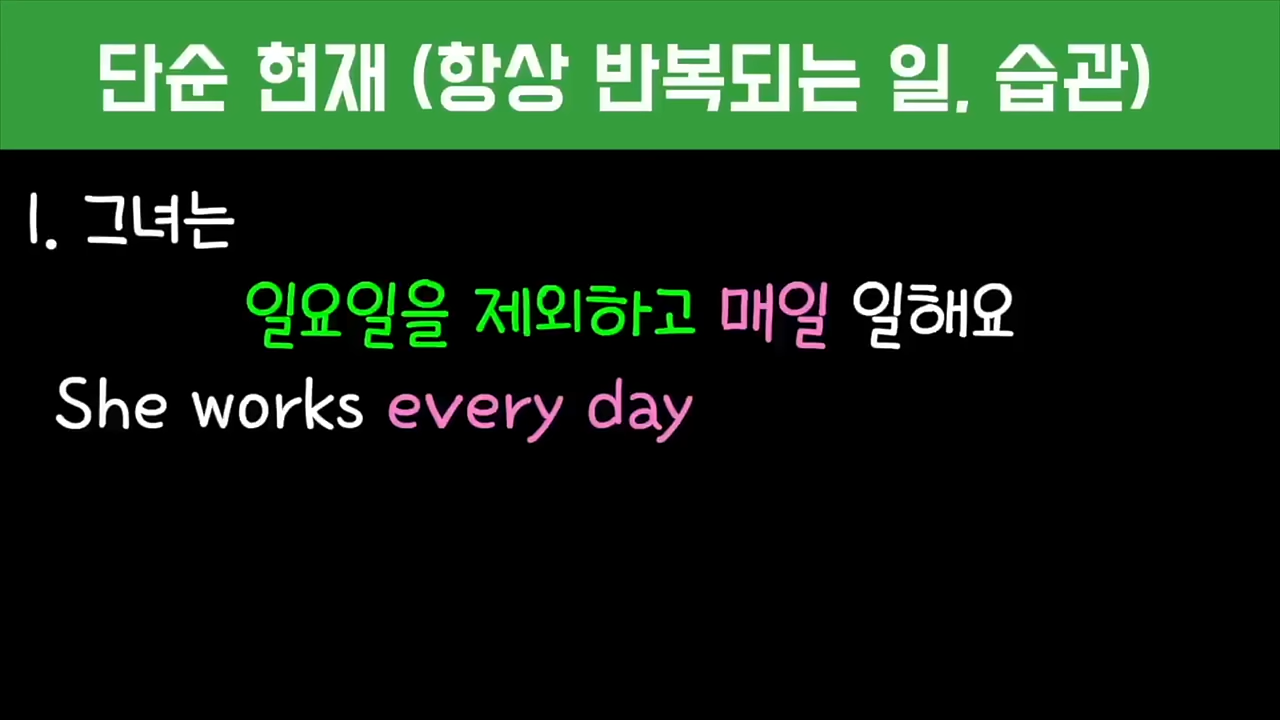 단순 현재 (항상 반복되는 일, 습관)
1. 그녀는
일요일을 제외하고 매일 일해요
She works every day